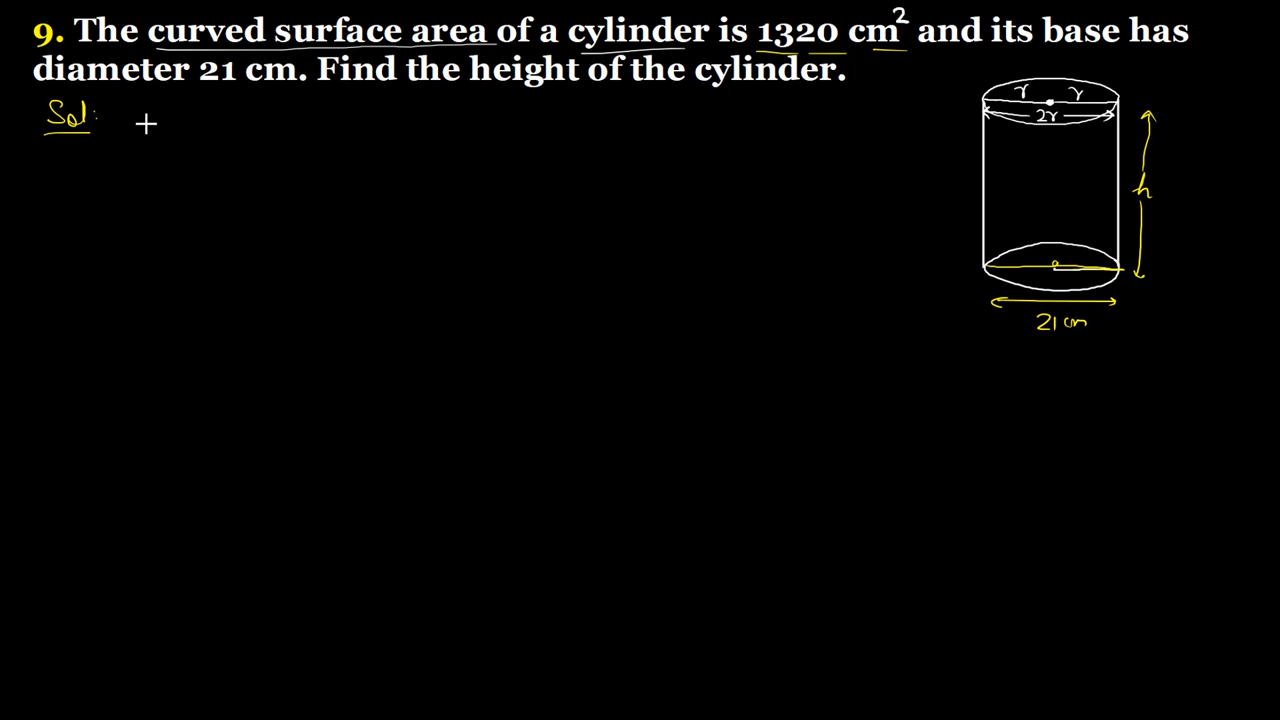 9. The curved surface area of a cylinder is 1320 cm² and its base has
diameter 21 cm. Find the height of the cylinder.
Sol:
r r
2r
h
21 cm